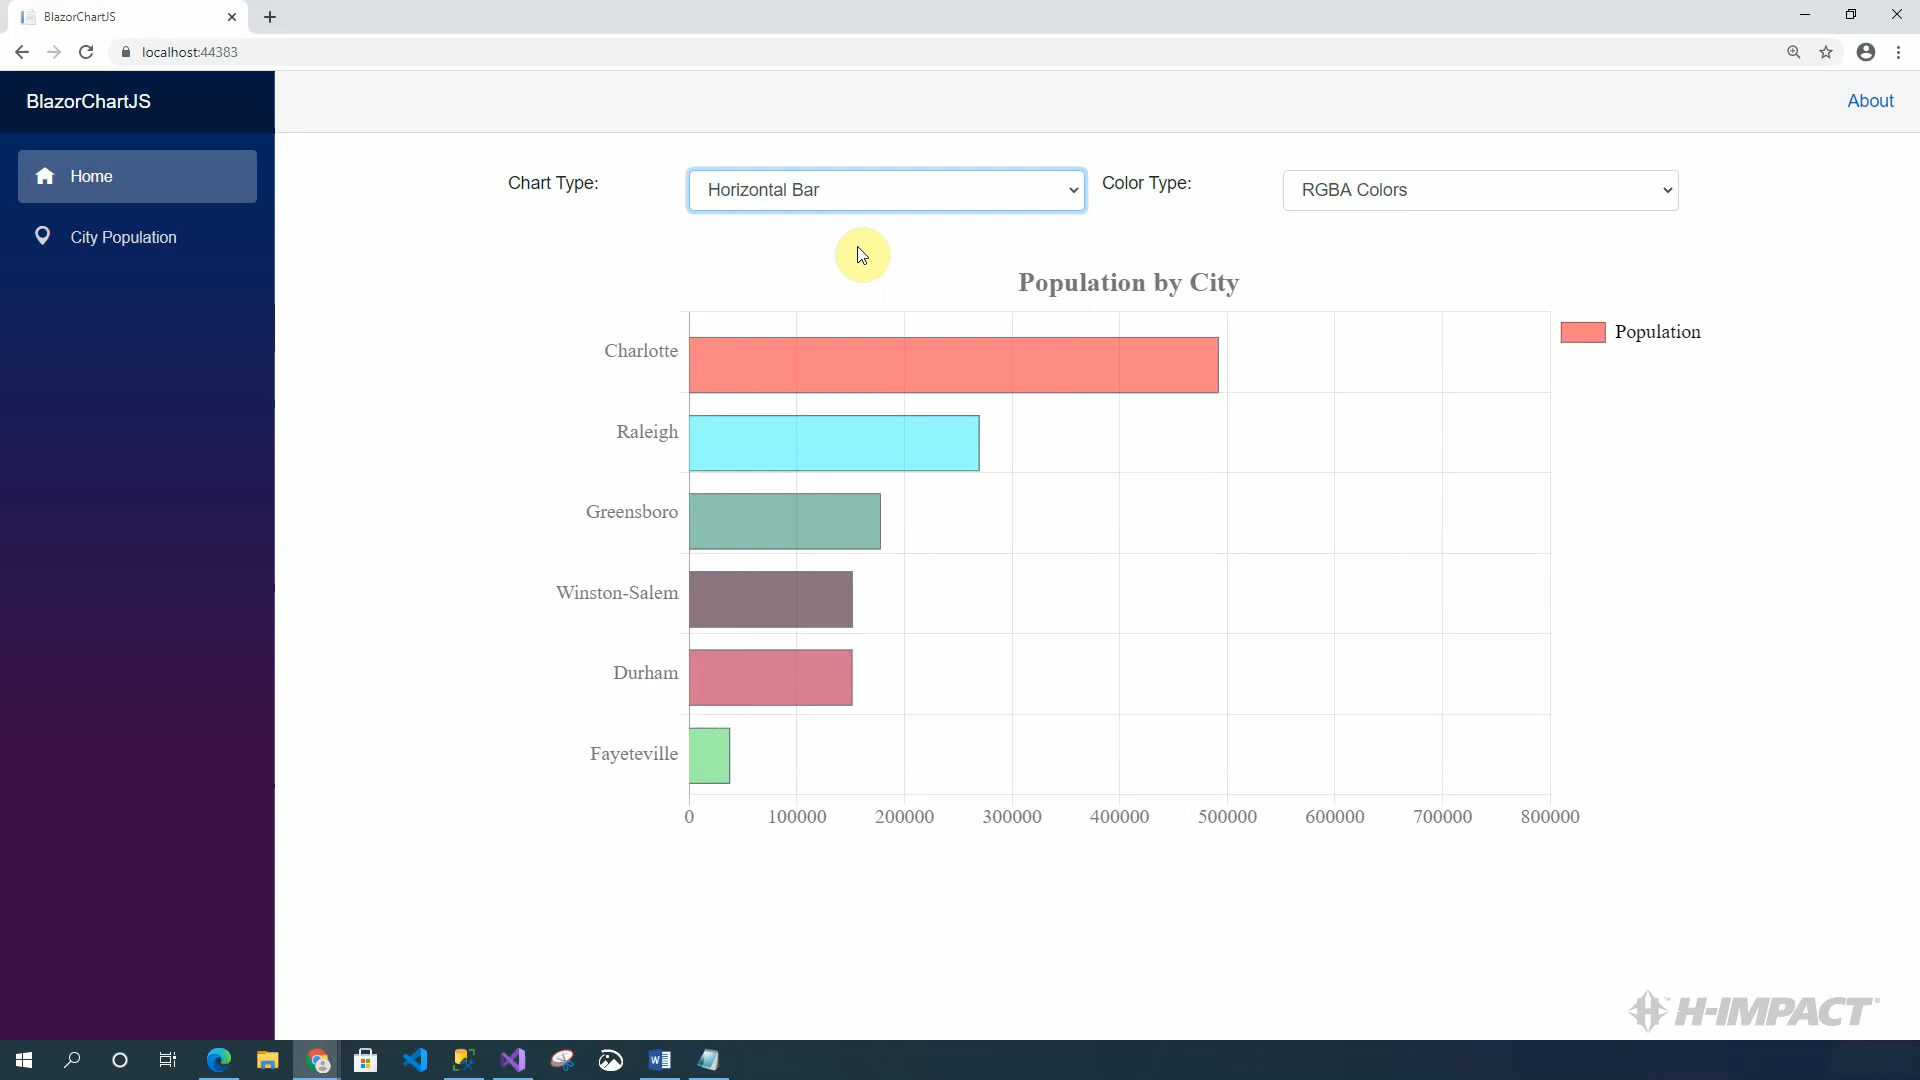 BlazorChartJS
localhost:44383
BlazorChartJS
About
Home
City Population
Chart Type:
Horizontal Bar
Color Type:
RGBA Colors
Population by City
Population
Charlotte
Raleigh
Greensboro
Winston-Salem
Durham
Fayeteville
0 100000 200000 300000 400000 500000 600000 700000 800000
H-IMPACT